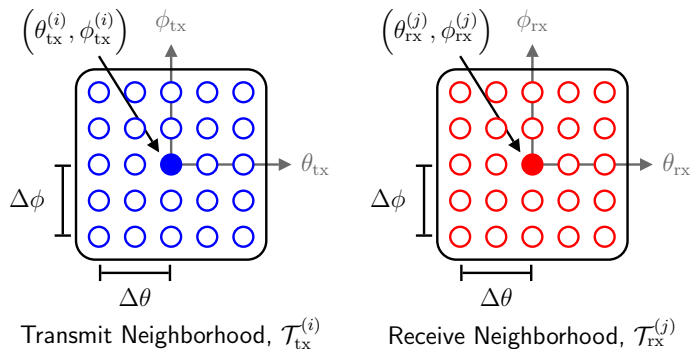 (θ_tx^(i), φ_tx^(i))
ϕ_tx
θ_tx
Δϕ
Δθ
Transmit Neighborhood, 𝒯_tx^(i)
(θ_rx^(j), ϕ_rx^(j))
ϕ_rx
θ_rx
Δϕ
Δθ
Receive Neighborhood, 𝒯_rx^(j)